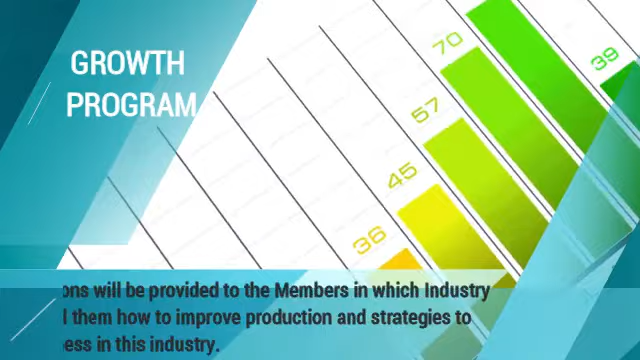 GROWTH
PROGRAM
70
39
57
45
36
ons will be provided to the Members in which Industry
them how to improve production and strategies to
ess in this industry.